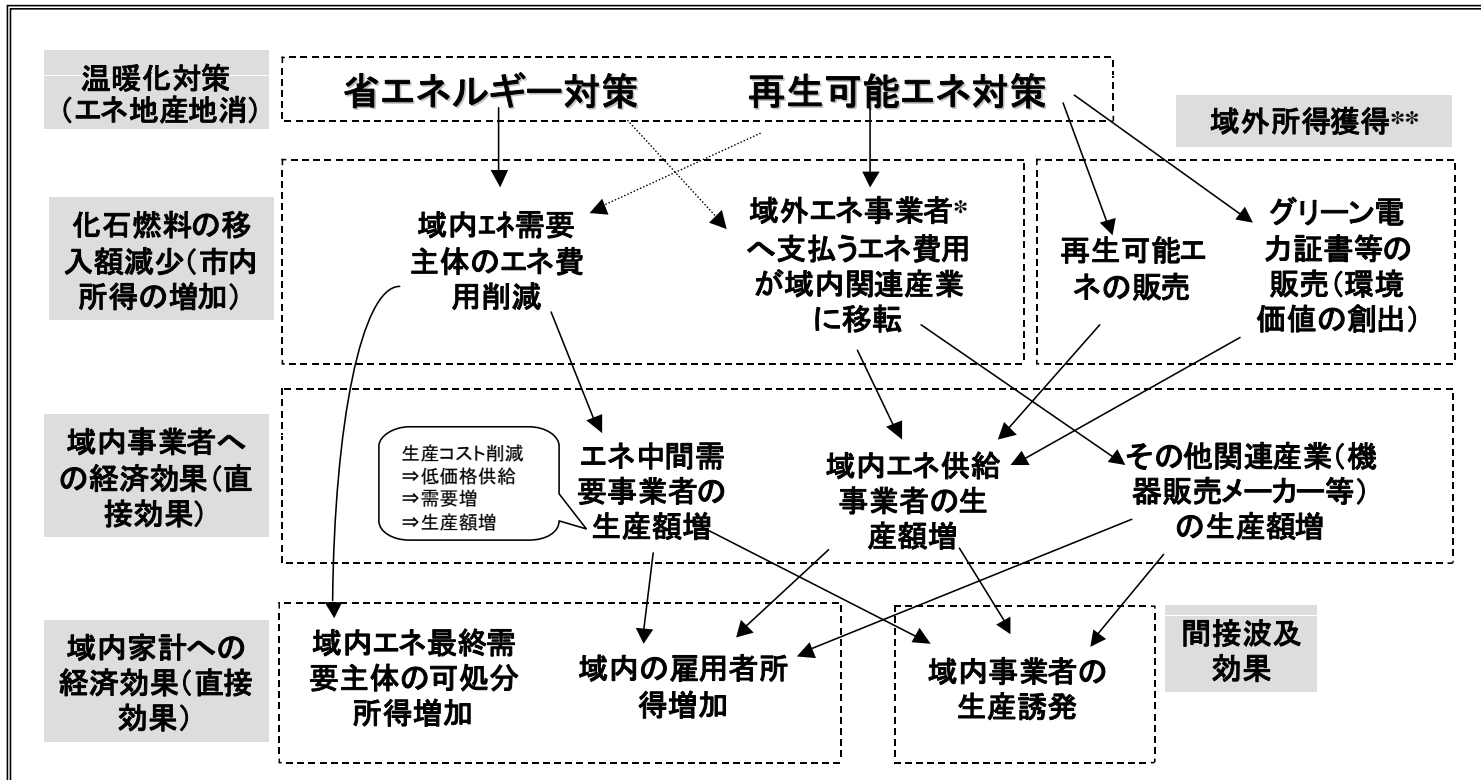 温暖化対策
（エネ地産地消）
省エネルギー対策
再生可能エネ対策
域外所得獲得**
化石燃料の移
入額減少（市内
所得の増加）
域内エネ需要
主体のエネ費
用削減
域外エネ事業者*
へ支払うエネ費用
が域内関連産業
に移転
再生可能エ
ネの販売
グリーン電
力証書等の
販売（環境
価値の創出）
域内事業者へ
の経済効果（直
接効果）
生産コスト削減
⇒低価格供給
⇒需要増
⇒生産額増
エネ中間需
要事業者の
生産額増
域内エネ供給
事業者の生
産額増
その他関連産業（機
器販売メーカー等）
の生産額増
域内家計への
経済効果（直接
効果）
域内エネ最終需
要主体の可処分
所得増加
域内の雇用者所
得増加
域内事業者の
生産誘発
間接波及
効果